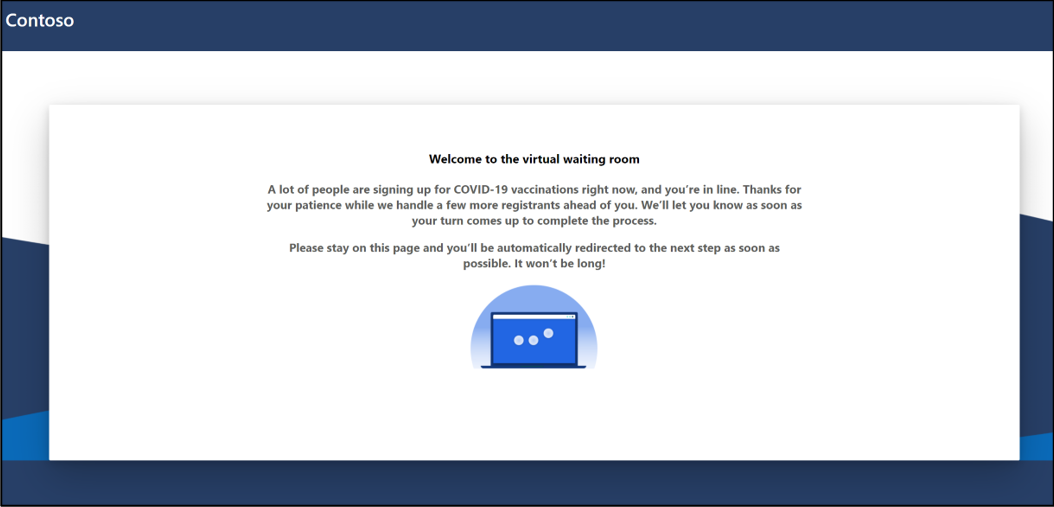 Contoso
Welcome to the virtual waiting room
A lot of people are signing up for COVID-19 vaccinations right now, and you’re in line. Thanks for
your patience while we handle a few more registrants ahead of you. We’ll let you know as soon as
your turn comes up to complete the process.
Please stay on this page and you’ll be automatically redirected to the next step as soon as
possible. It won’t be long!